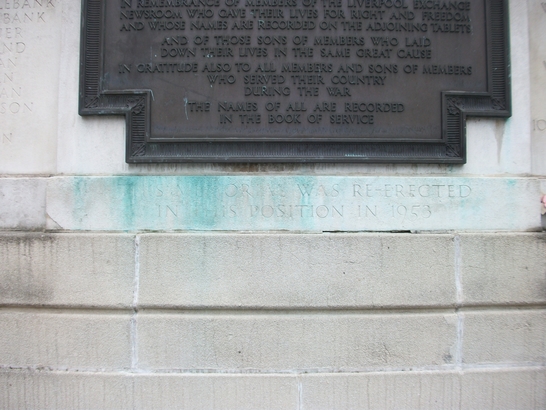 IN REMEMBRANCE OF MEMBERS OF THE LIVERPOOL EXCHANGE
NEWSROOM WHO GAVE THEIR LIVES FOR RIGHT AND FREEDOM
AND WHOSE NAMES ARE RECORDED ON THE ADJOINING TABLETS
AND OF THOSE SONS OF MEMBERS WHO LAID
DOWN THEIR LIVES IN THE SAME GREAT CAUSE
IN GRATITUDE ALSO TO ALL MEMBERS AND SONS OF MEMBERS
WHO SERVED THEIR COUNTRY
DURING THE WAR
THE NAMES OF ALL ARE RECORDED
IN THE BOOK OF SERVICE
THIS MEMORIAL WAS RE-ERECTED
IN THIS POSITION IN 1953